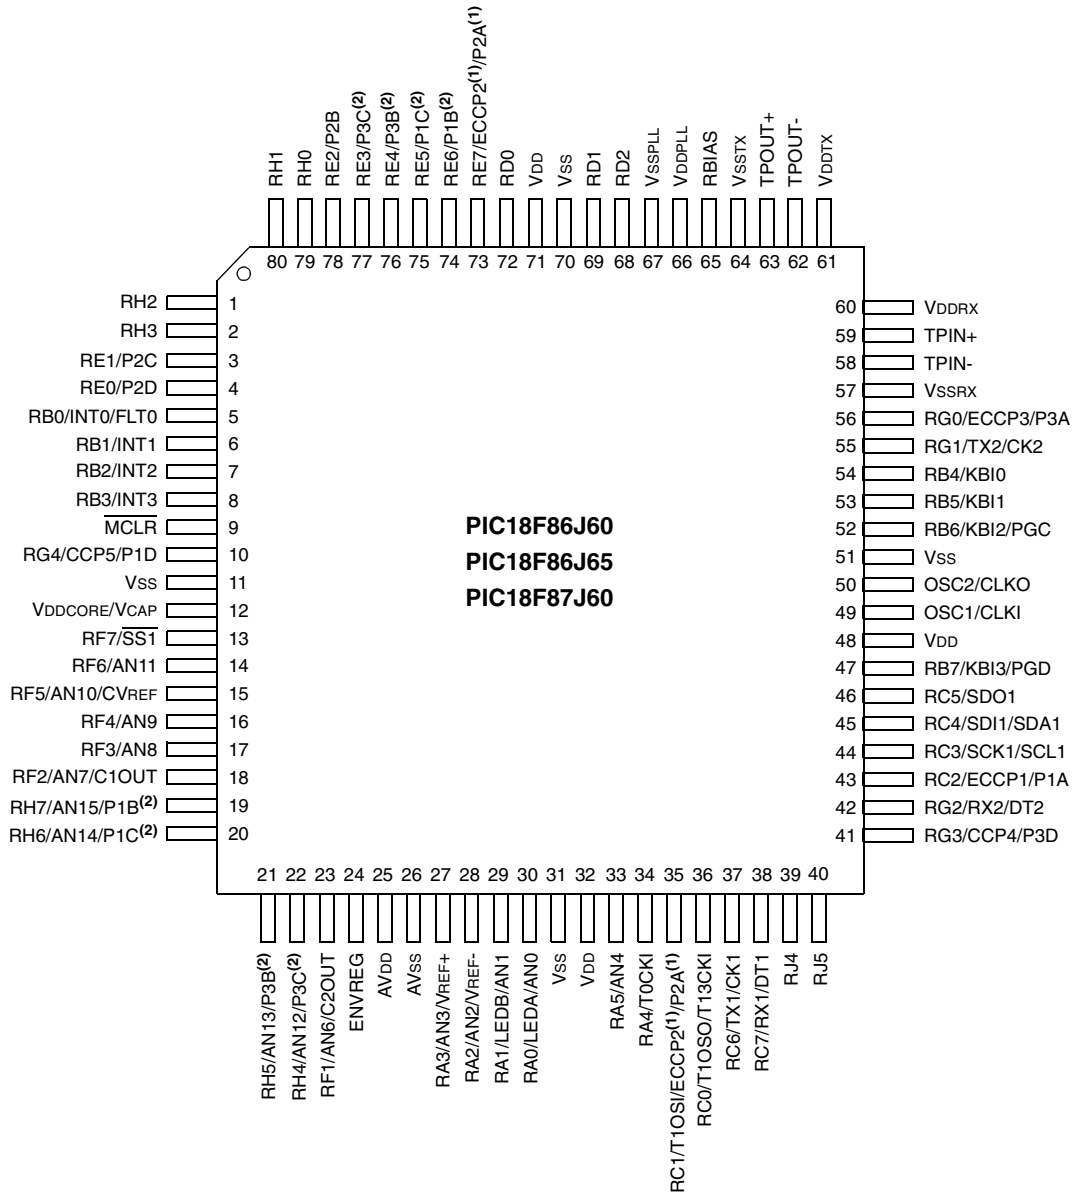 RH1
RH0
RE2/P2B
RE3/P3C(2)
RE4/P3B(2)
RE5/P1C(2)
RE6/P1B(2)
RE7/ECCP2(1)/P2A(1)
RD0
VDD
VSS
RD1
RD2
VSSPLL
VDDPLL
RBIAS
VSSTX
TPOUT+
TPOUT-
VDDTX
80 79 78 77 76 75 74 73 72 71 70 69 68 67 66 65 64 63 62 61
RH2 1
RH3 2
RE1/P2C 3
RE0/P2D 4
RB0/INT0/FLT0 5
RB1/INT1 6
RB2/INT2 7
RB3/INT3 8
MCLR 9
RG4/CCP5/P1D 10
VSS 11
VDDCORE/VCAP 12
RF7/SS1 13
RF6/AN11 14
RF5/AN10/CVREF 15
RF4/AN9 16
RF3/AN8 17
RF2/AN7/C1OUT 18
RH7/AN15/P1B(2) 19
RH6/AN14/P1C(2) 20
PIC18F86J60
PIC18F86J65
PIC18F87J60
60 VDDRX
59 TPIN+
58 TPIN-
57 VSSRX
56 RG0/ECCP3/P3A
55 RG1/TX2/CK2
54 RB4/KBI0
53 RB5/KBI1
52 RB6/KBI2/PGC
51 VSS
50 OSC2/CLKO
49 OSC1/CLKI
48 VDD
47 RB7/KBI3/PGD
46 RC5/SDO1
45 RC4/SDI1/SDA1
44 RC3/SCK1/SCL1
43 RC2/ECCP1/P1A
42 RG2/RX2/DT2
41 RG3/CCP4/P3D
21 22 23 24 25 26 27 28 29 30 31 32 33 34 35 36 37 38 39 40
RH5/AN13/P3B(2)
RH4/AN12/P3C(2)
RF1/AN6/C2OUT
ENVREG
AVDD
AVSS
RA3/AN3/VREF+
RA2/AN2/VREF-
RA1/LEDB/AN1
RA0/LEDA/AN0
VSS
VDD
RA5/AN4
RA4/T0CKI
RC1/T1OSI/ECCP2(1)/P2A(1)
RC0/T1OSO/T13CKI
RC6/TX1/CK1
RC7/RX1/DT1
RJ4
RJ5